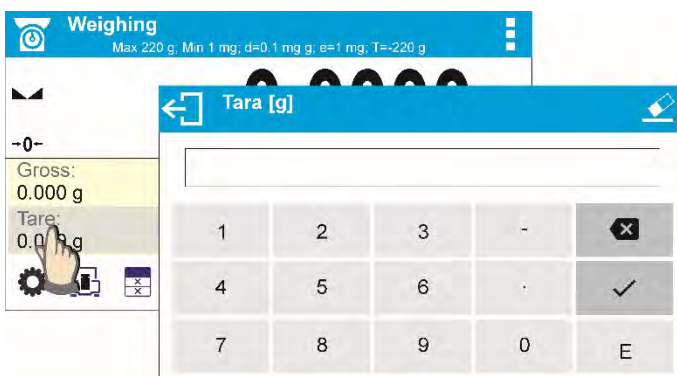 Weighing
Max 220 g; Min 1 mg; d=0.1 mg g; e=1 mg; T=-220 g
Tara [g]
→0←
Gross:
0.000 g
Tare:
g
1 2 3 -
4 5 6 .
7 8 9 0 E